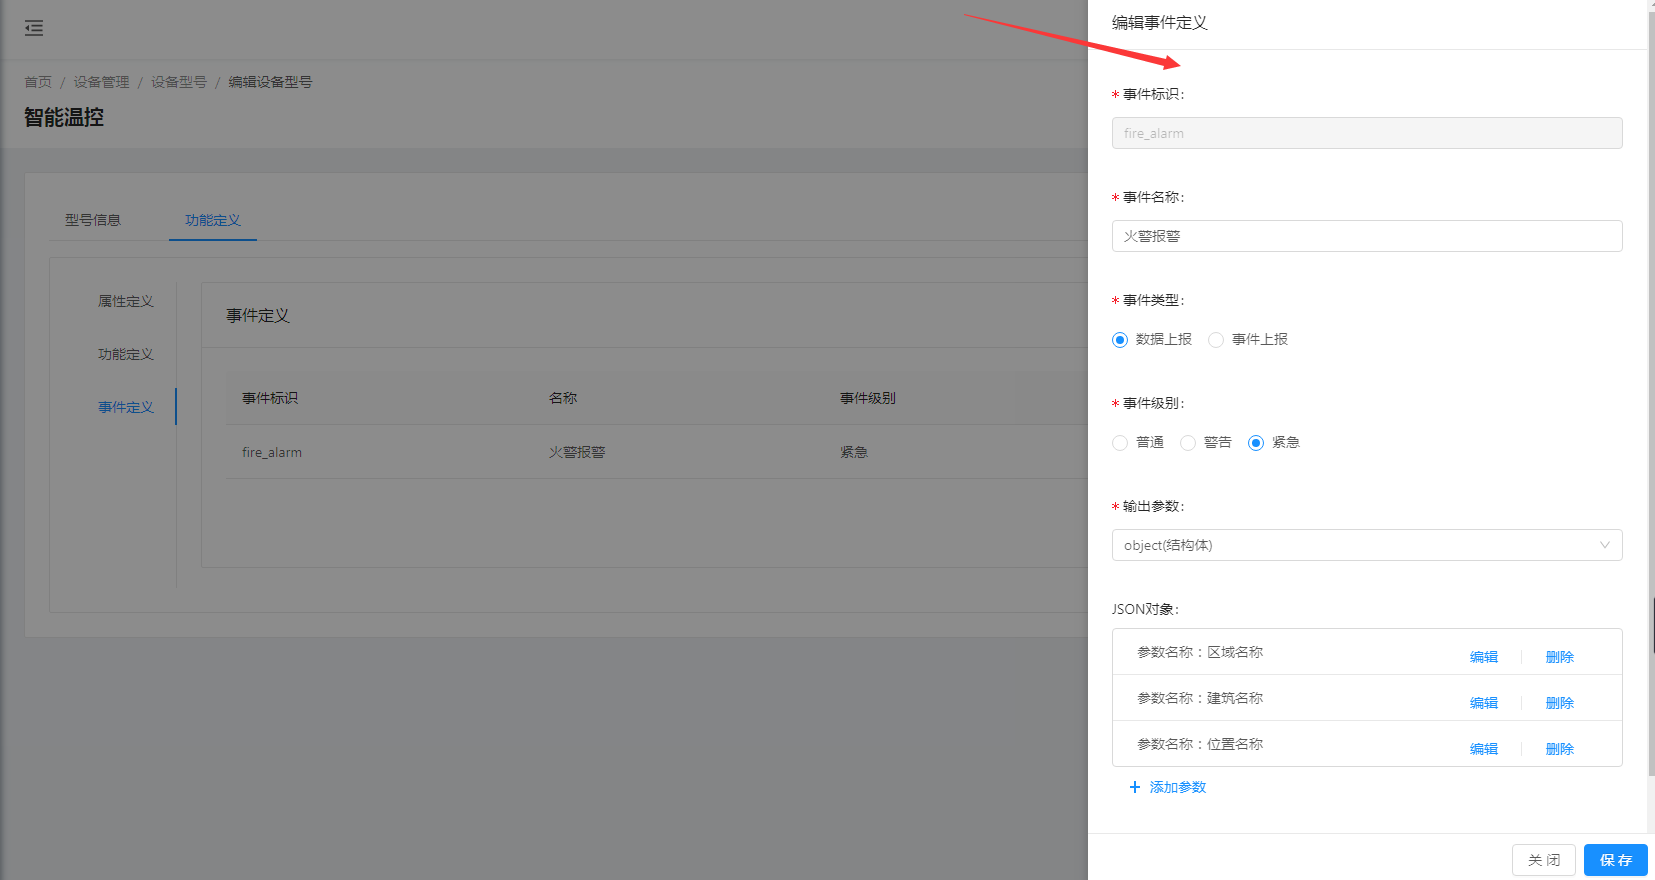 首页 / 设备管理 / 设备型号 / 编辑设备型号
智能温控
型号信息 功能定义
属性定义
功能定义
事件定义
事件定义
事件标识 名称 事件级别
fire_alarm 火警报警 紧急
编辑事件定义
* 事件标识:
fire_alarm
* 事件名称:
火警报警
* 事件类型:
数据上报 事件上报
* 事件级别:
普通 警告 紧急
* 输出参数:
object(结构体)
JSON对象:
参数名称：区域名称 编辑 删除
参数名称：建筑名称 编辑 删除
参数名称：位置名称 编辑 删除
+ 添加参数
关 闭 保 存